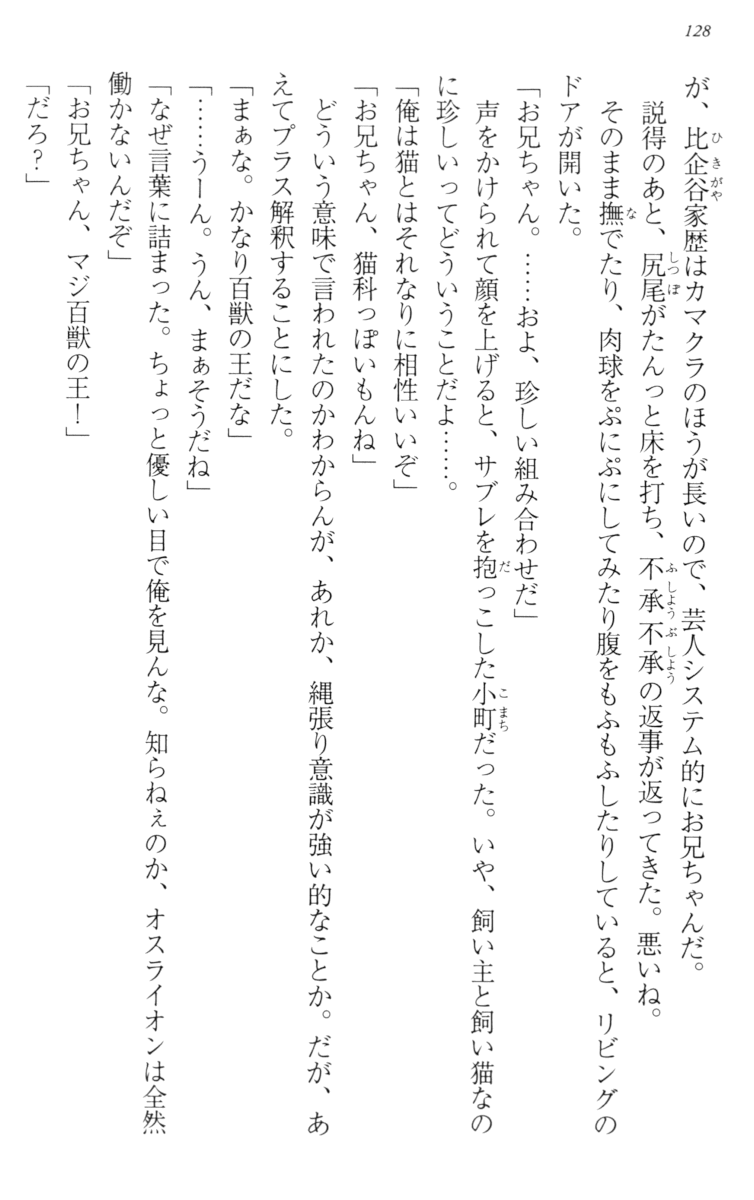 128
が、比企谷家歴はカマクラのほうが長いので、芸人システム的にお兄ちゃんだ。
説得のあと、尻尾がたんっと床を打ち、不承不承の返事が返ってきた。悪いね。
そのまま撫でたり、肉球をぷにぷにしてみたり腹をもふもふしたりしていると、リビングの
ドアが開いた。
「お兄ちゃん。……およ、珍しい組み合わせだ」
声をかけられて顔を上げると、サブレを抱っこした小町だった。いや、飼い主と飼い猫なの
に珍しいってどういうことだよ……。
「俺は猫とはそれなりに相性いいぞ」
「お兄ちゃん、猫科っぽいもんね」
どういう意味で言われたのかわからんが、あれか、縄張り意識が強い的なことか。だが、あ
えてプラス解釈することにした。
「まぁな。かなり百獣の王だな」
「……うーん。うん、まぁそうだね」
「なぜ言葉に詰まった。ちょっと優しい目で俺を見んな。知らねぇのか、オスライオンは全然
働かないんだぞ」
「お兄ちゃん、マジ百獣の王！」
「だろ？」